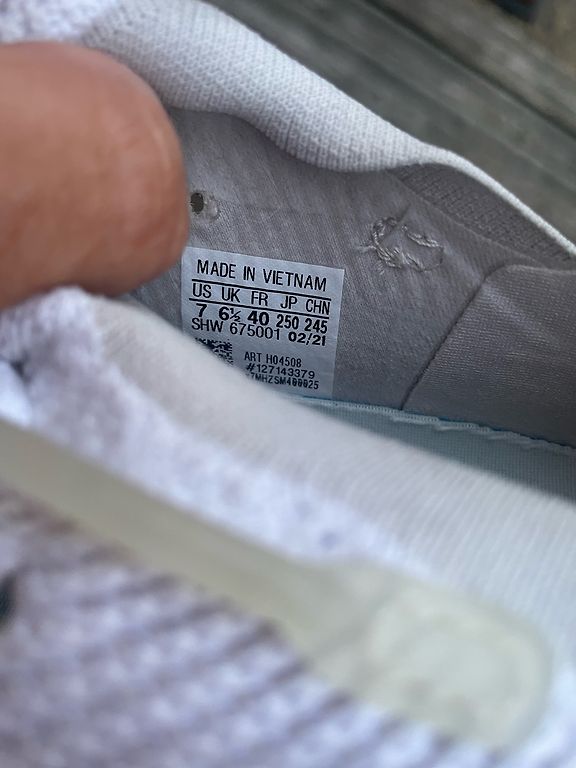 MADE IN VIETNAM
US UK FR JP CHN
7 6½ 40 250 245
SHW 675001 02/21
ART H04508
#127143379